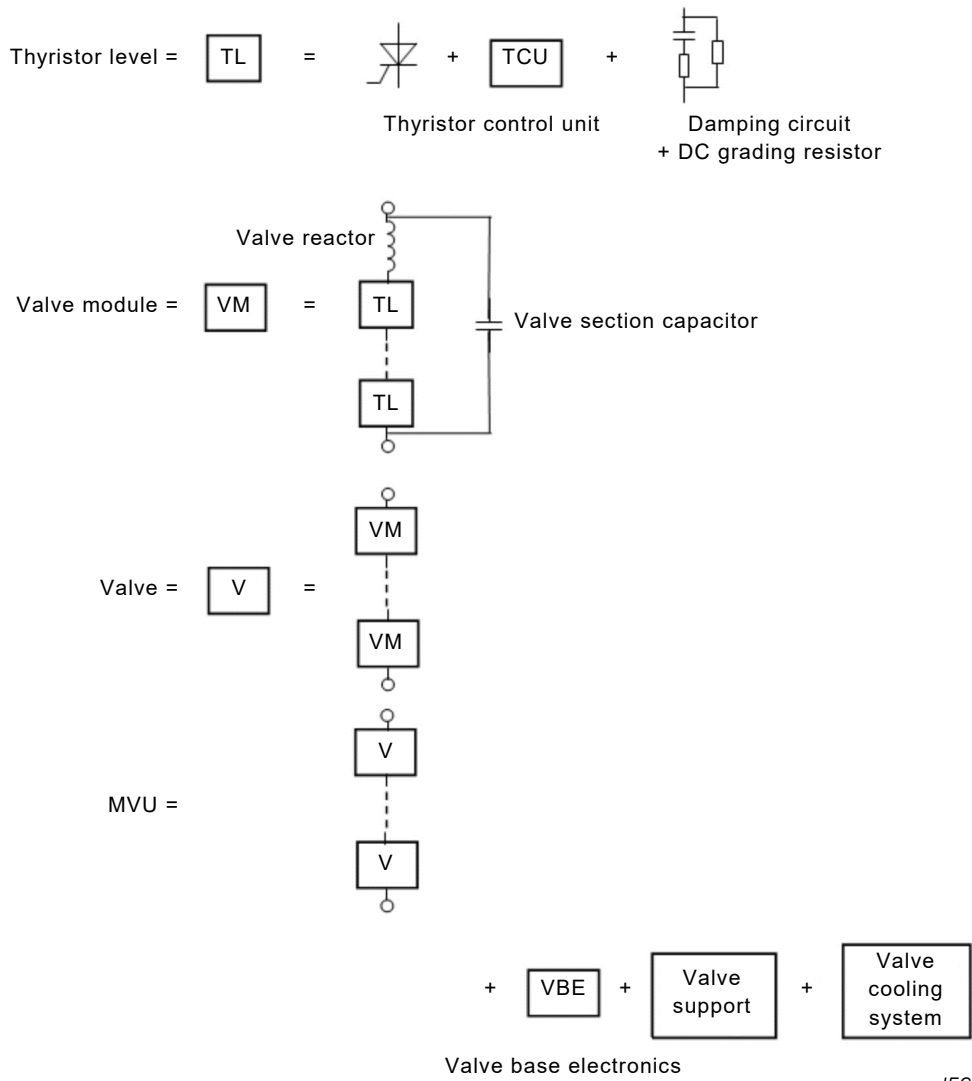 Thyristor level = TL = + TCU +
Thyristor control unit
Damping circuit
+ DC grading resistor
Valve reactor
Valve module = VM = TL
Valve section capacitor
TL
VM
Valve = V =
VM
V
MVU =
V
+ VBE + Valve support + Valve cooling system
Valve base electronics